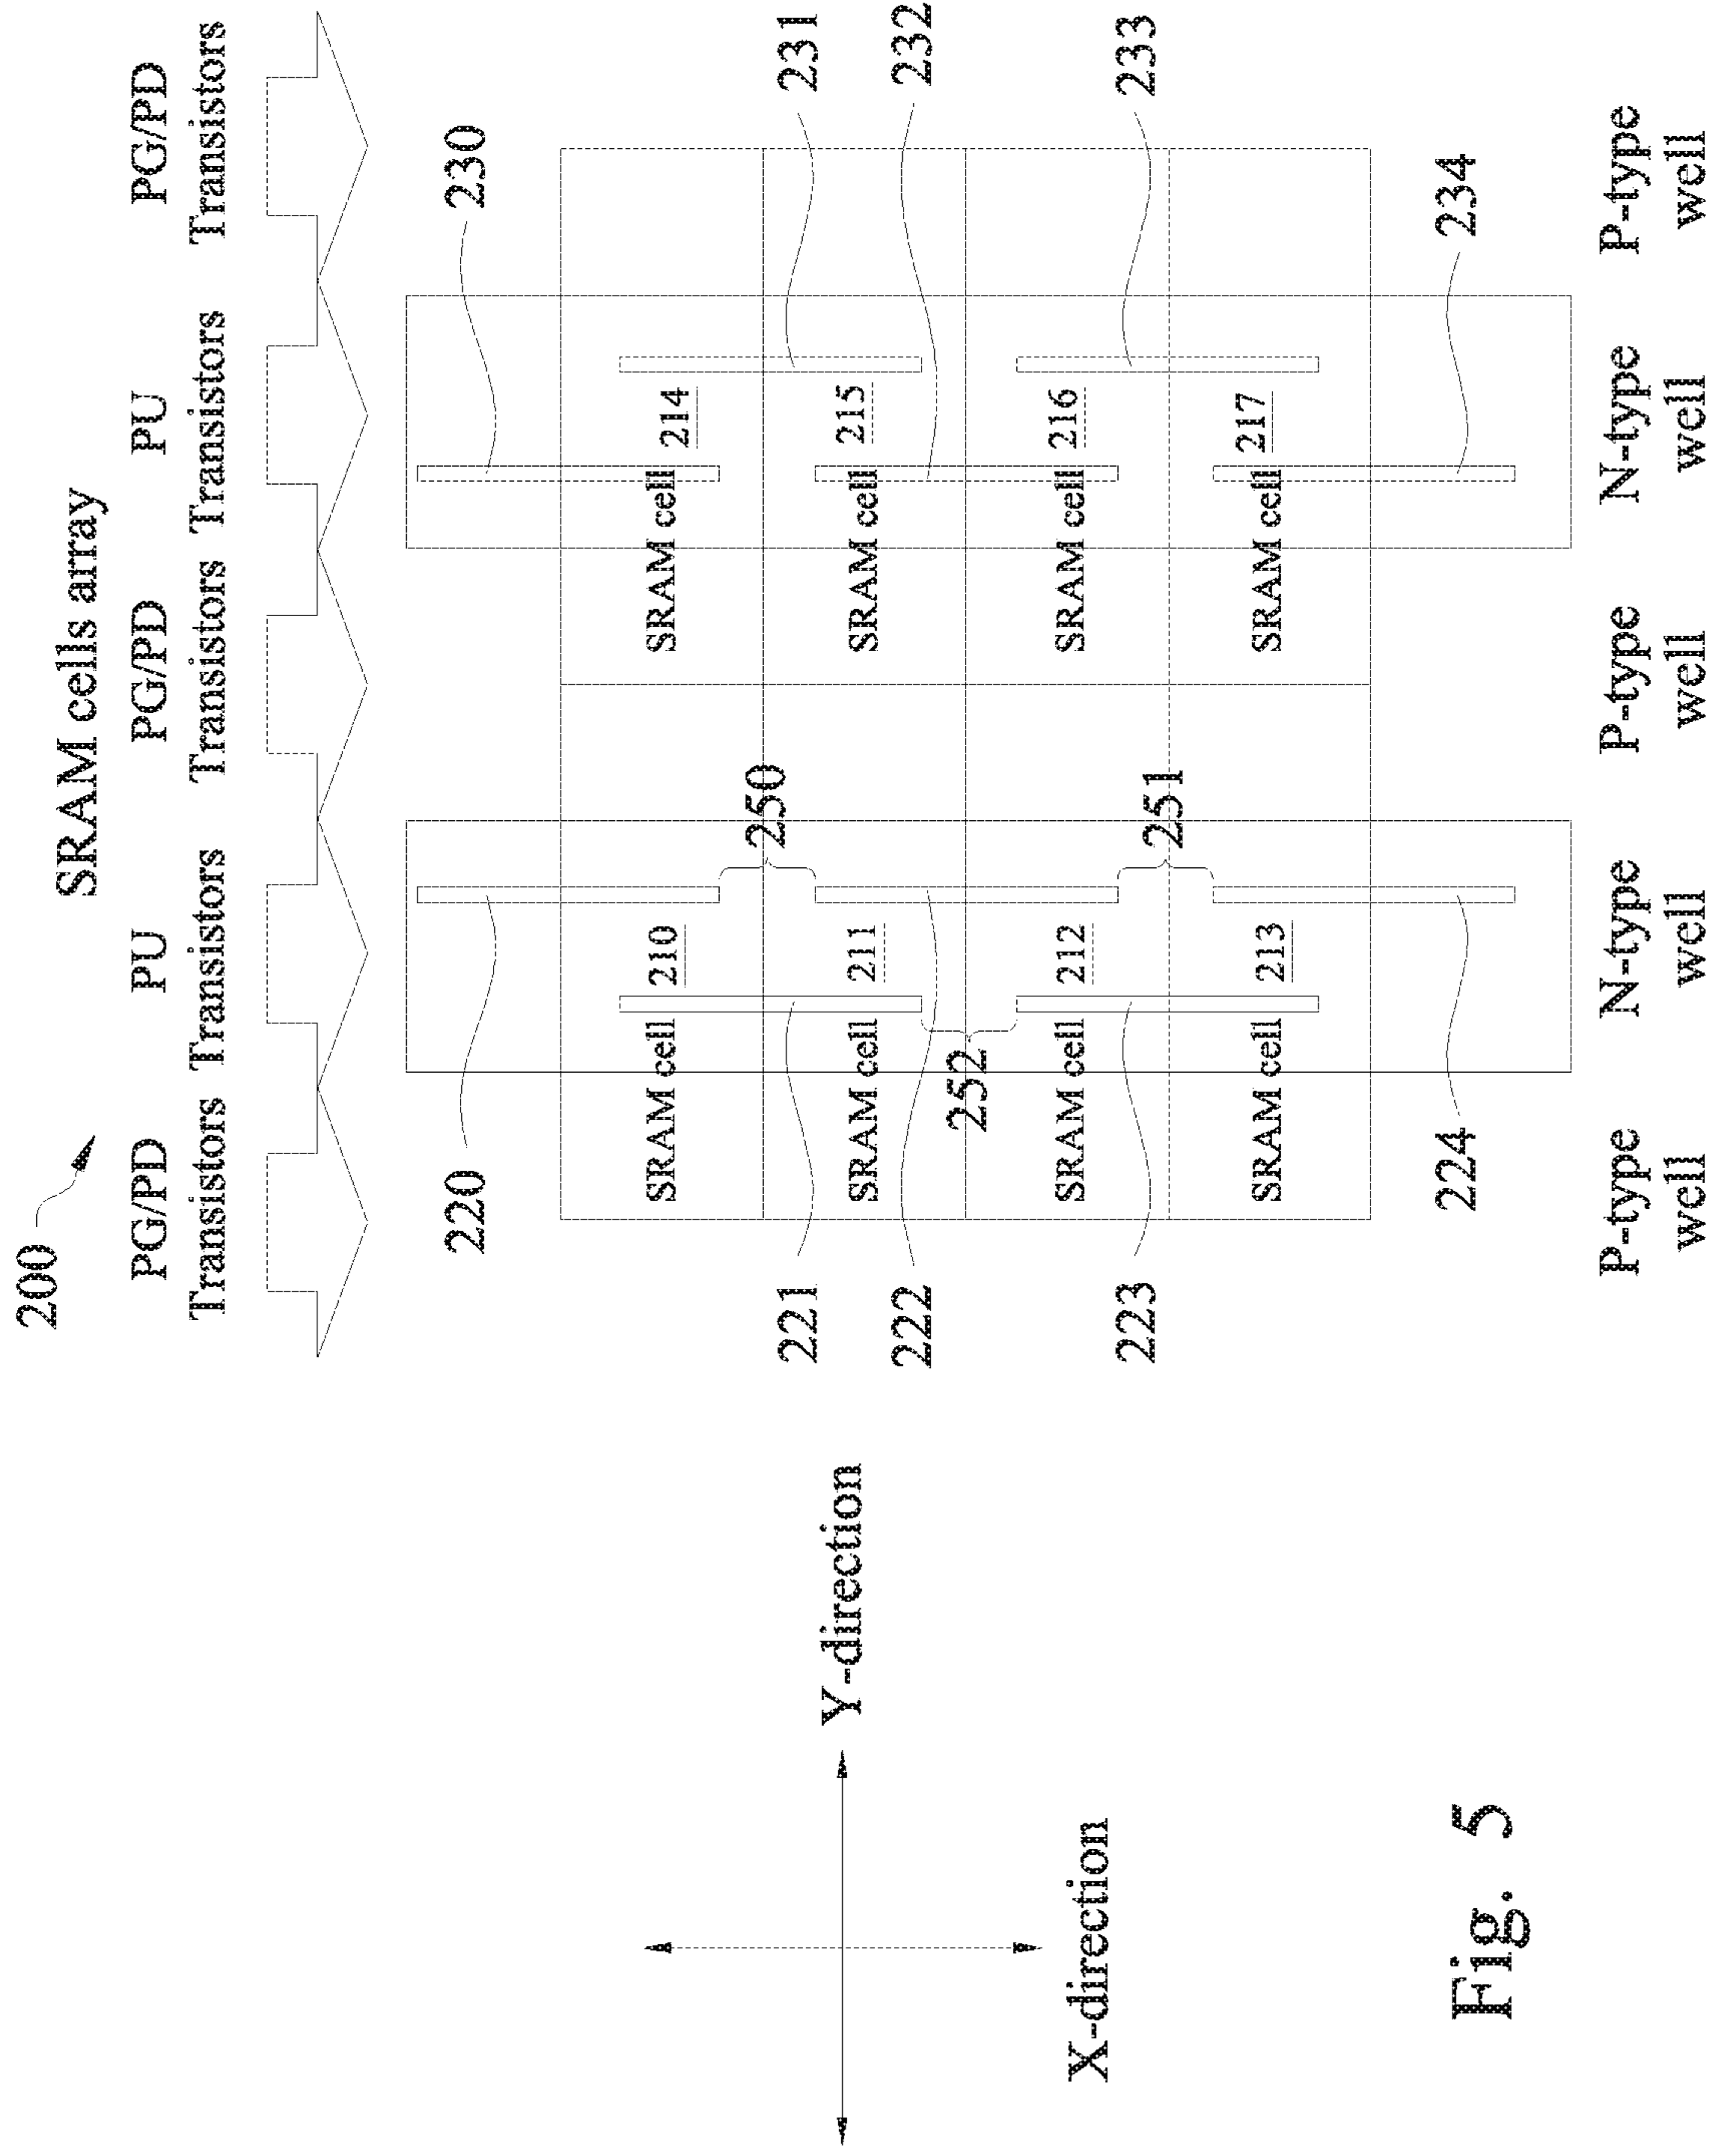 200
SRAM cells array
PG/PD
Transistors
PU
Transistors
PG/PD
Transistors
PU
Transistors
PG/PD
Transistors
220
230
SRAM cell 210
SRAM cell 214
250
221
231
SRAM cell 211
SRAM cell 215
222
232
252
SRAM cell 212
SRAM cell 216
223
251
233
SRAM cell 213
SRAM cell 217
224
234
P-type
well
N-type
well
P-type
well
N-type
well
P-type
well
Y-direction
X-direction
Fig. 5